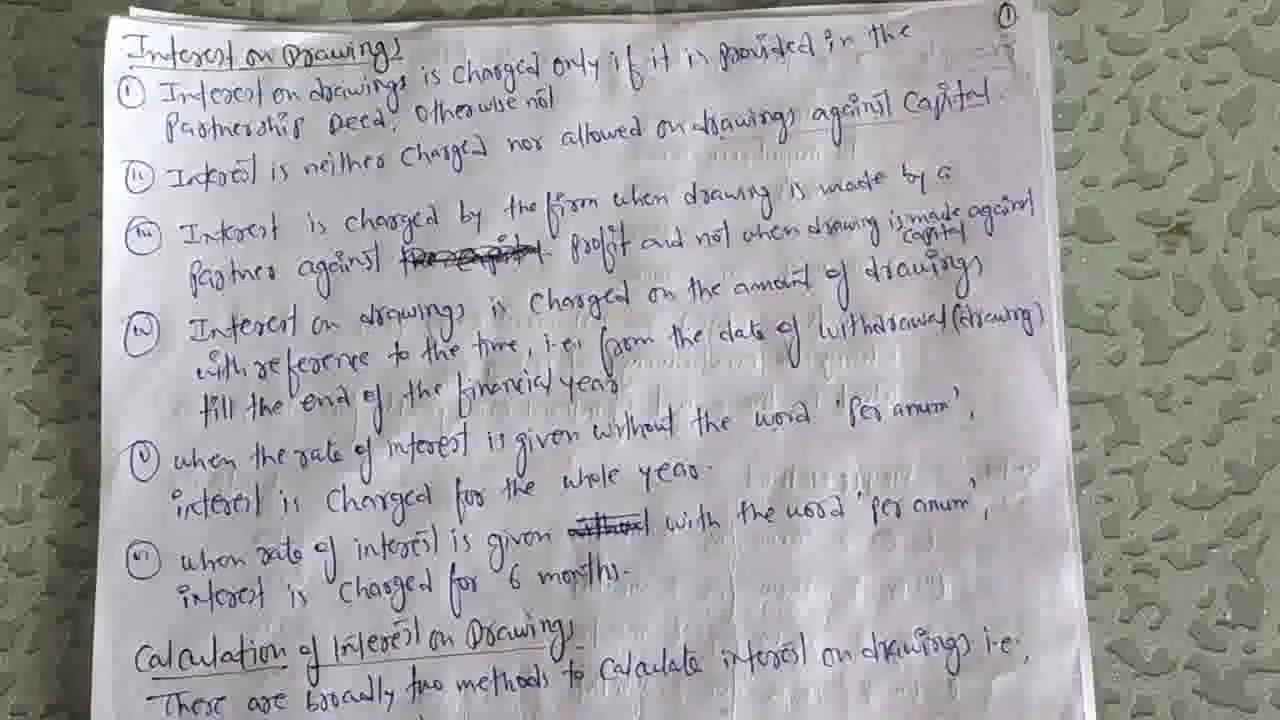 ①
Interest on Drawings
① Interest on drawings is charged only if it is provided in the
Partnership Deed, otherwise not
ii Interest is neither charged nor allowed on drawings against capital.
iii Interest is charged by the firm when drawing is made by a
Partner against profit and not when drawing is made against
capital
iv Interest on drawings is charged on the amount of drawings
with reference to the time, i.e. from the date of withdrawal (drawing)
till the end of the financial year
v when the rate of interest is given without the word 'per anum',
interest is charged for the whole year.
vi when rate of interest is given with the word 'per anum',
interest is charged for 6 months.
Calculation of Interest on Drawings
These are broadly two methods to calculate interest on drawings i.e.,